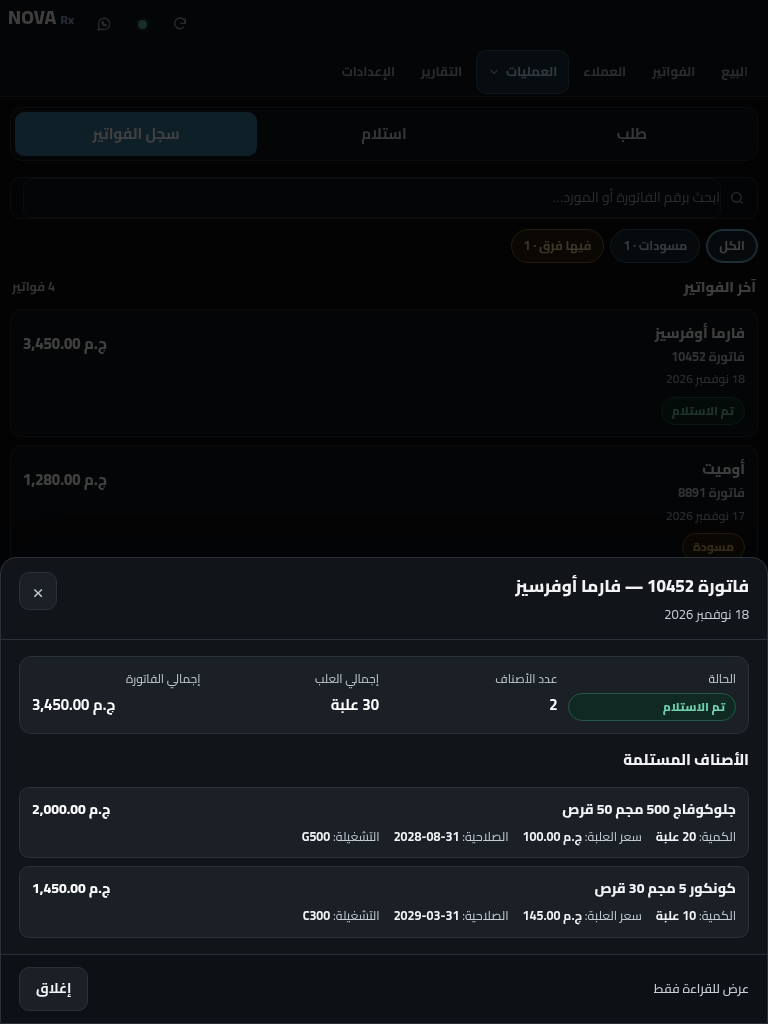 NOVA Rx
البيع
الفواتير
العملاء
العمليات
التقارير
الإعدادات
طلب
استلام
سجل الفواتير
ابحث برقم الفاتورة أو المورد...
الكل
مسودات · 1
فيها فرق · 1
آخر الفواتير
4 فواتير
فارما أوفرسيز
3,450.00 ج.م
فاتورة 10452
18 نوفمبر 2026
تم الاستلام
أوميت
1,280.00 ج.م
فاتورة 8891
17 نوفمبر 2026
مسودة
فاتورة 10452 — فارما أوفرسيز
×
18 نوفمبر 2026
الحالة
عدد الأصناف
إجمالي العلب
إجمالي الفاتورة
تم الاستلام
2
30 علبة
3,450.00 ج.م
الأصناف المستلمة
جلوكوفاج 500 مجم 50 قرص
2,000.00 ج.م
الكمية: 20 علبة سعر العلبة: 100.00 ج.م الصلاحية: 2028-08-31 التشغيلة: G500
كونكور 5 مجم 30 قرص
1,450.00 ج.م
الكمية: 10 علبة سعر العلبة: 145.00 ج.م الصلاحية: 2029-03-31 التشغيلة: C300
عرض للقراءة فقط
إغلاق